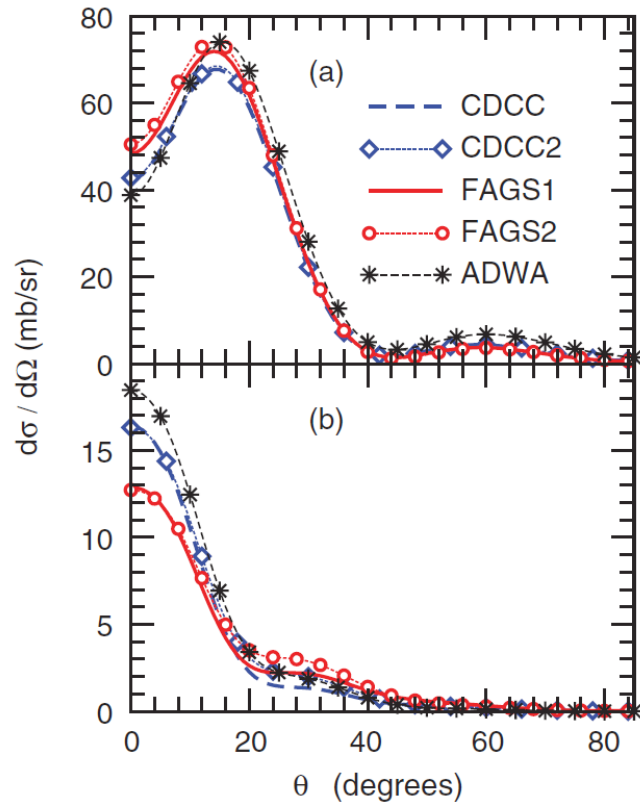 80
(a)
60
CDCC
CDCC2
40
FAGS1
FAGS2
20
ADWA
0
dσ / dΩ (mb/sr)
(b)
15
10
5
0
0 20 40 60 80
θ (degrees)